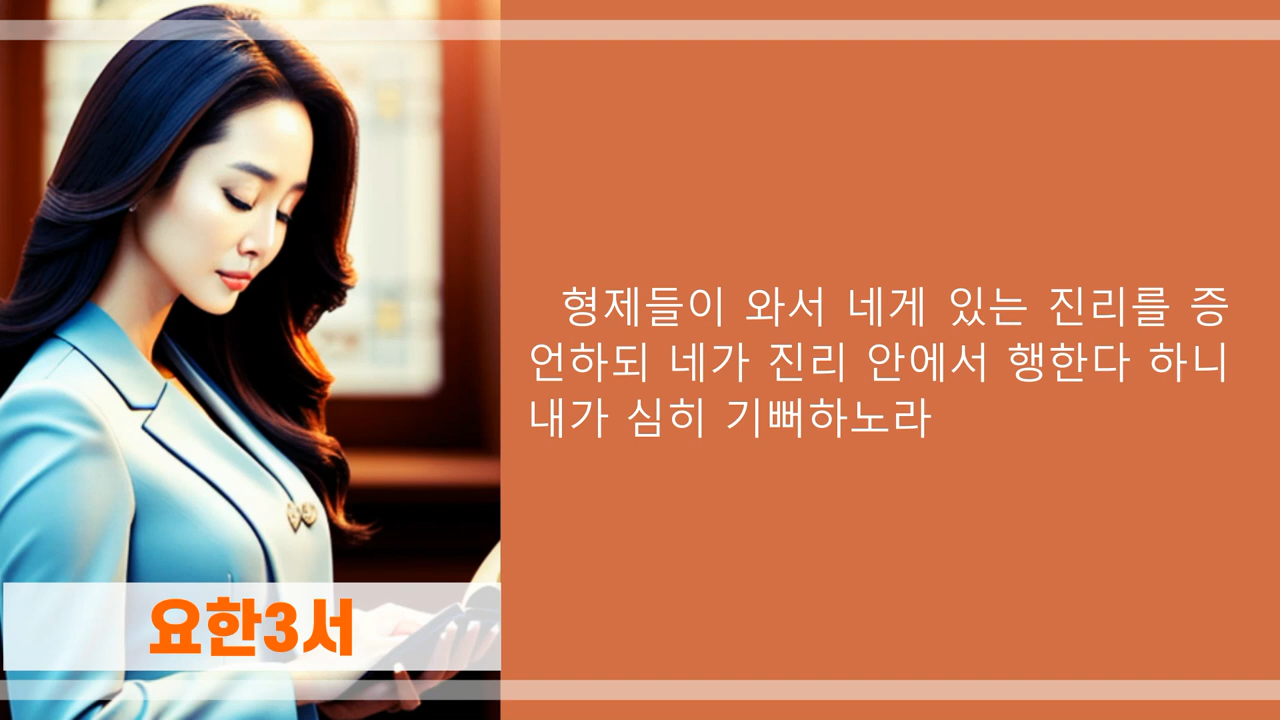 형제들이 와서 네게 있는 진리를 증
언하되 네가 진리 안에서 행한다 하니
내가 심히 기뻐하노라
요한3서